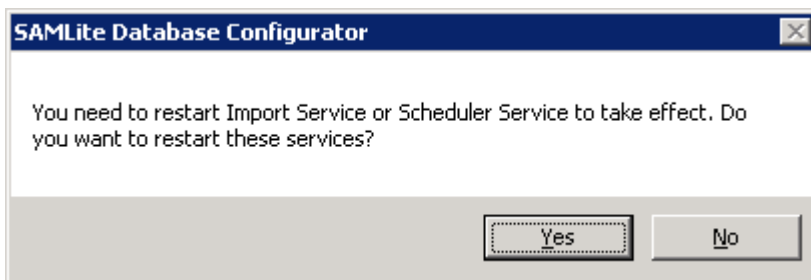 SAMLite Database Configurator
You need to restart Import Service or Scheduler Service to take effect. Do
you want to restart these services?
Yes
No